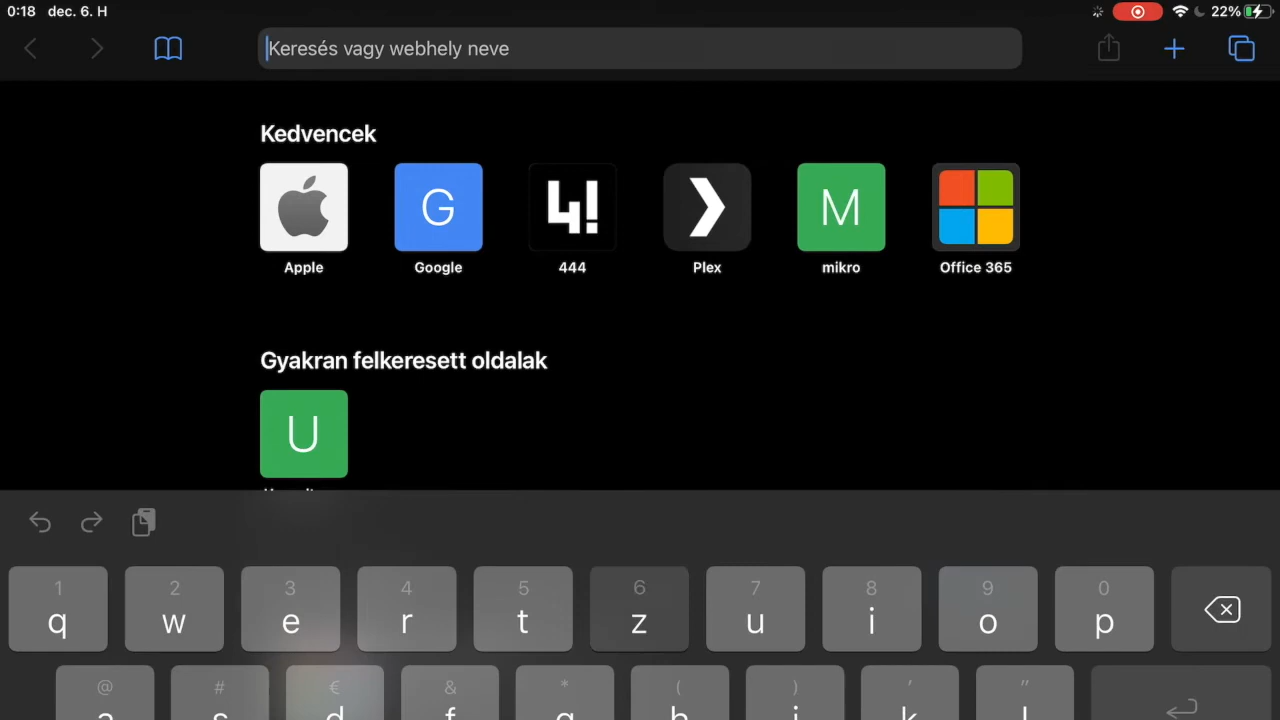 0:18 dec. 6. H
22%
Keresés vagy webhely neve
Kedvencek
G
4!
M
Apple
Google
444
Plex
mikro
Office 365
Gyakran felkeresett oldalak
U
1 2 3 4 5 6 7 8 9 0
q w e r t z u i o p
@ # € & * ( ) ' "
a s d f g h j k l